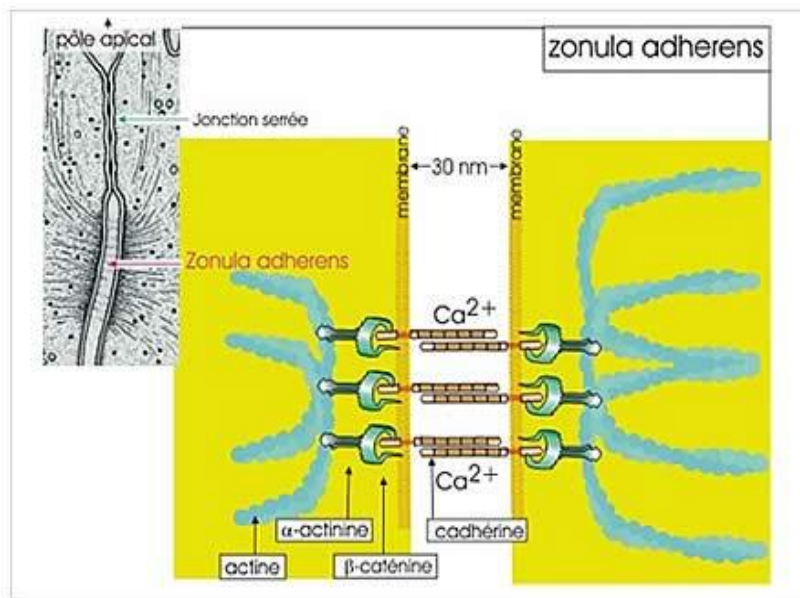 zonula adherens
pôle apical
Jonction serrée
Zonula adherens
membrane
30 nm
membrane
Ca2+
Ca2+
α-actinine
cadhérine
actine
β-caténine